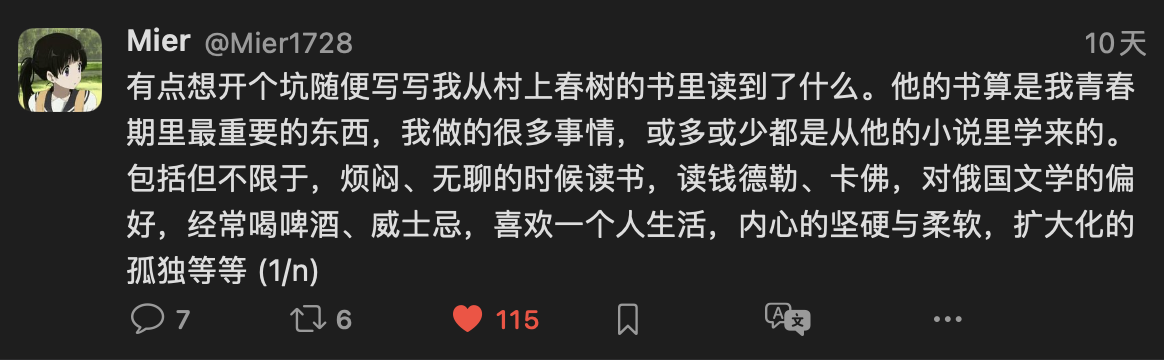 Mier @Mier1728 10天
有点想开个坑随便写写我从村上春树的书里读到了什么。他的书算是我青春
期里最重要的东西，我做的很多事情，或多或少都是从他的小说里学来的。
包括但不限于，烦闷、无聊的时候读书，读钱德勒、卡佛，对俄国文学的偏
好，经常喝啤酒、威士忌，喜欢一个人生活，内心的坚硬与柔软，扩大化的
孤独等等 (1/n)
7 6 115 A文